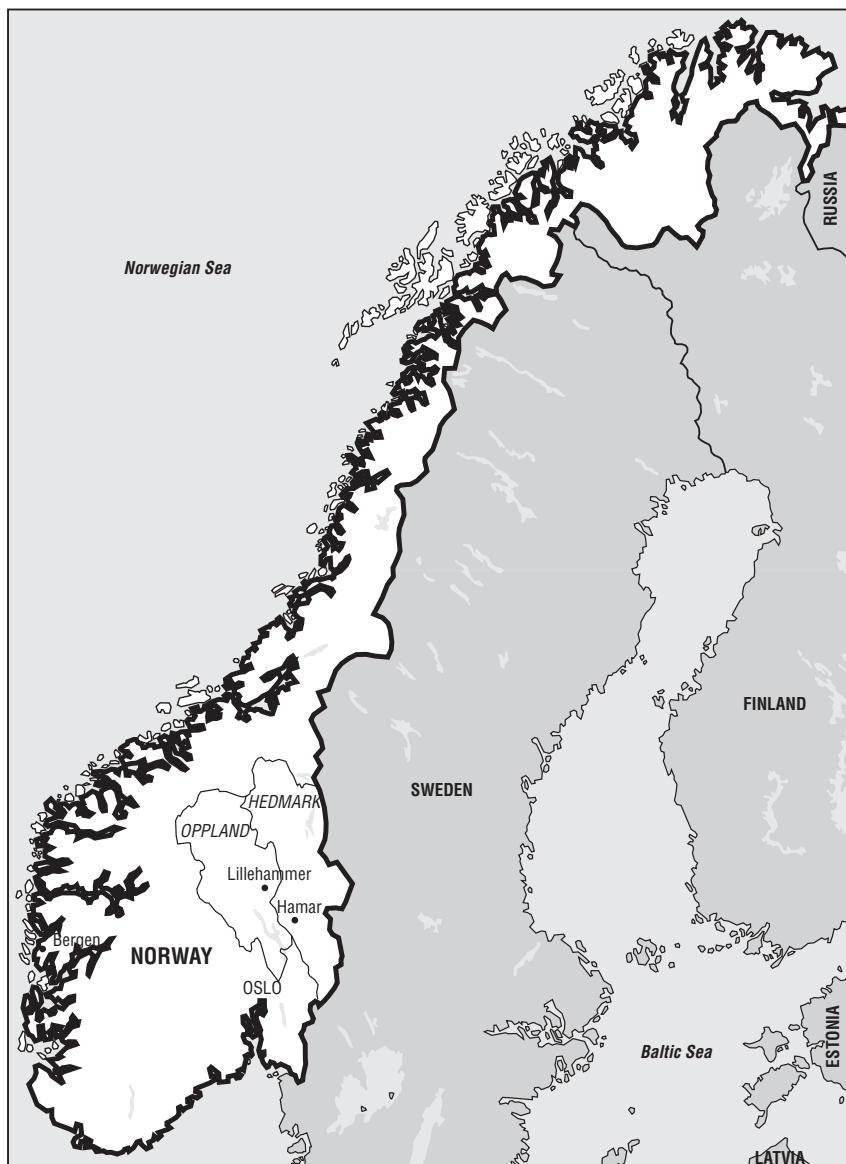 RUSSIA
Norwegian Sea
FINLAND
SWEDEN
HEDMARK
OPPLAND
Lillehammer
Hamar
Bergen
NORWAY
OSLO
ESTONIA
Baltic Sea
LATVIA